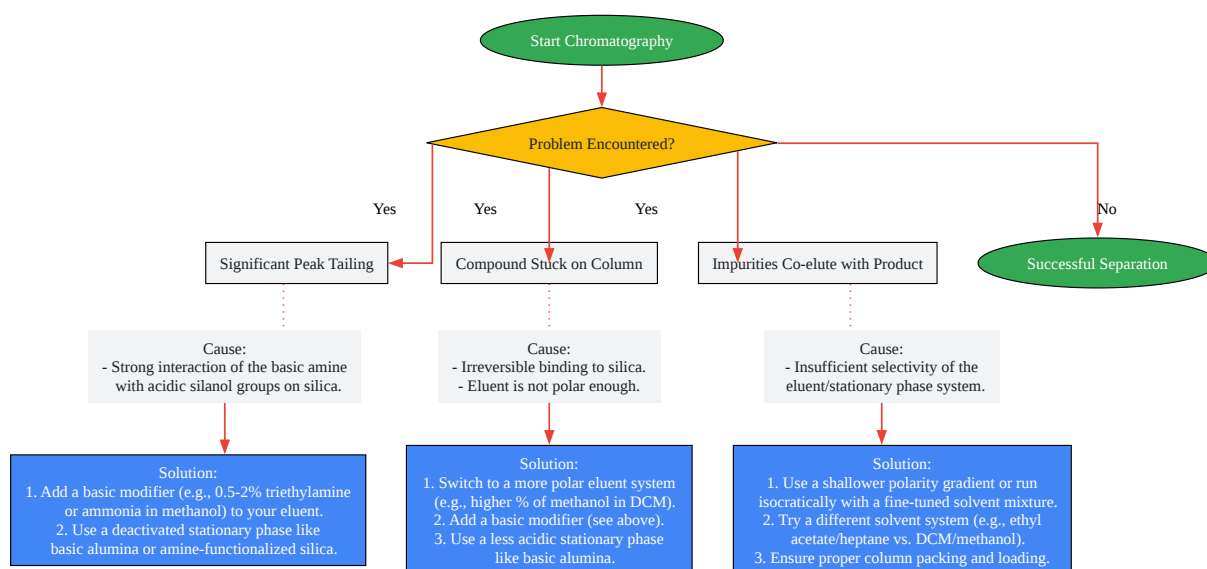 Start Chromatography
Problem Encountered?
Yes
Yes
Yes
No
Significant Peak Tailing
Compound Stuck on Column
Impurities Co-elute with Product
Successful Separation
Cause:
- Strong interaction of the basic amine
with acidic silanol groups on silica.
Cause:
- Irreversible binding to silica.
- Eluent is not polar enough.
Cause:
- Insufficient selectivity of the
eluent/stationary phase system.
Solution:
1. Add a basic modifier (e.g., 0.5-2% triethylamine
or ammonia in methanol) to your eluent.
2. Use a deactivated stationary phase like
basic alumina or amine-functionalized silica.
Solution:
1. Switch to a more polar eluent system
(e.g., higher % of methanol in DCM).
2. Add a basic modifier (see above).
3. Use a less acidic stationary phase
like basic alumina.
Solution:
1. Use a shallower polarity gradient or run
isocratically with a fine-tuned solvent mixture.
2. Try a different solvent system (e.g., ethyl
acetate/heptane vs. DCM/methanol).
3. Ensure proper column packing and loading.